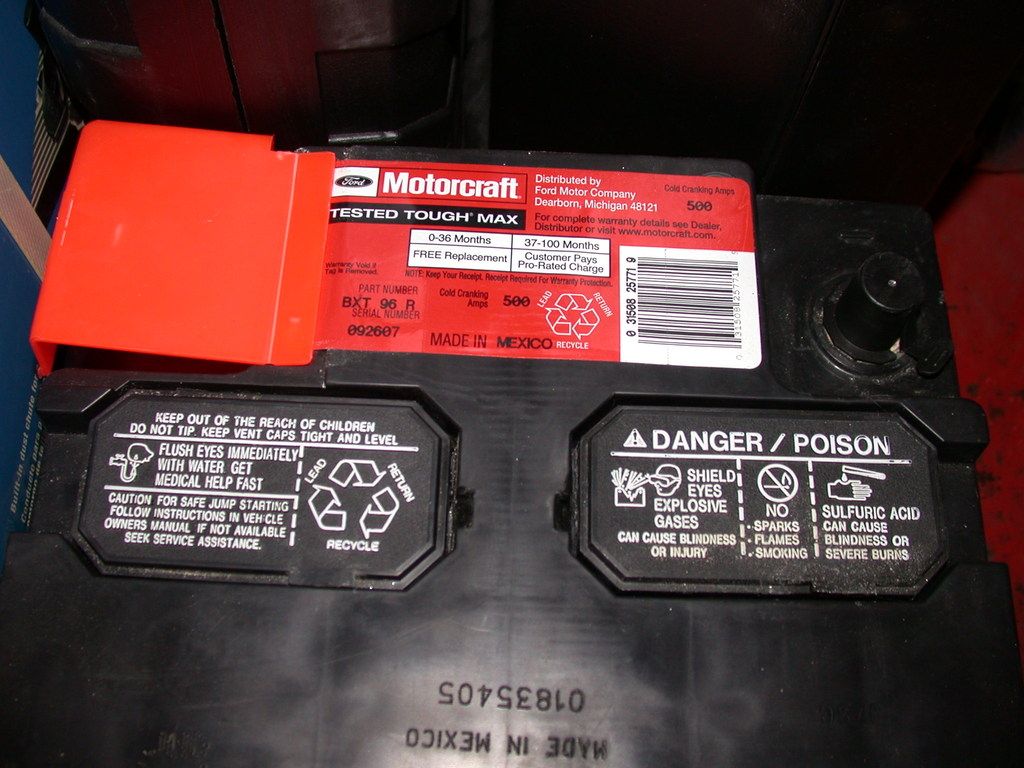 Ford Motorcraft
TESTED TOUGH® MAX
Distributed by
Ford Motor Company
Dearborn, Michigan 48121
Cold Cranking Amps
500
For complete warranty details see Dealer,
Distributor or visit www.motorcraft.com.
0-36 Months 37-100 Months
FREE Replacement Customer Pays
Pro-Rated Charge
Warranty Void if
Tag is Removed.
NOTE: Keep Your Receipt. Receipt Required For Warranty Protection.
PART NUMBER
BXT 96 R
SERIAL NUMBER
092607
Cold Cranking
Amps 500
LEAD RETURN
RECYCLE
MADE IN MEXICO
0 31508 25771 9
KEEP OUT OF THE REACH OF CHILDREN
DO NOT TIP. KEEP VENT CAPS TIGHT AND LEVEL
FLUSH EYES IMMEDIATELY
WITH WATER GET
MEDICAL HELP FAST
CAUTION FOR SAFE JUMP STARTING
FOLLOW INSTRUCTIONS IN VEHICLE
OWNERS MANUAL IF NOT AVAILABLE
SEEK SERVICE ASSISTANCE.
LEAD RETURN
RECYCLE
DANGER / POISON
SHIELD
EYES
EXPLOSIVE
GASES
CAN CAUSE BLINDNESS
OR INJURY
NO
• SPARKS
• FLAMES
• SMOKING
SULFURIC ACID
CAN CAUSE
BLINDNESS OR
SEVERE BURNS
01835405
MADE IN MEXICO